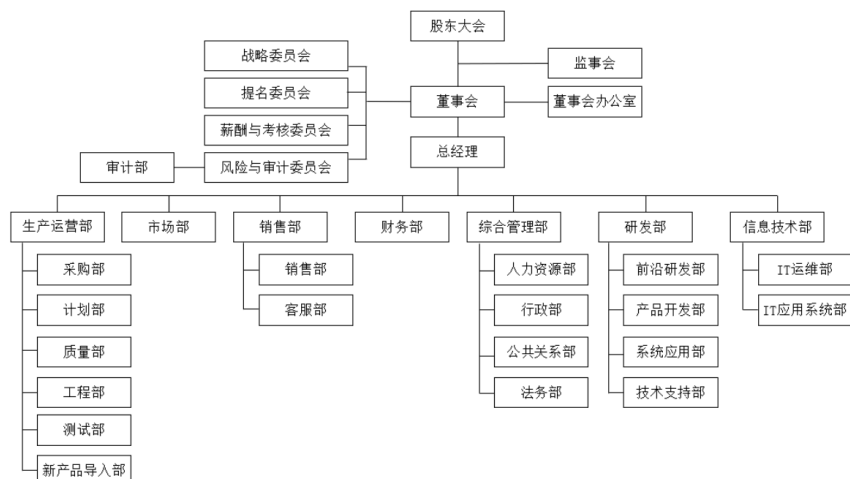 股东大会
战略委员会
监事会
提名委员会
董事会
董事会办公室
薪酬与考核委员会
总经理
审计部
风险与审计委员会
生产运营部
市场部
销售部
财务部
综合管理部
研发部
信息技术部
采购部
销售部
人力资源部
前沿研发部
IT运维部
计划部
客服部
行政部
产品开发部
IT应用系统部
质量部
公共关系部
系统应用部
工程部
法务部
技术支持部
测试部
新产品导入部